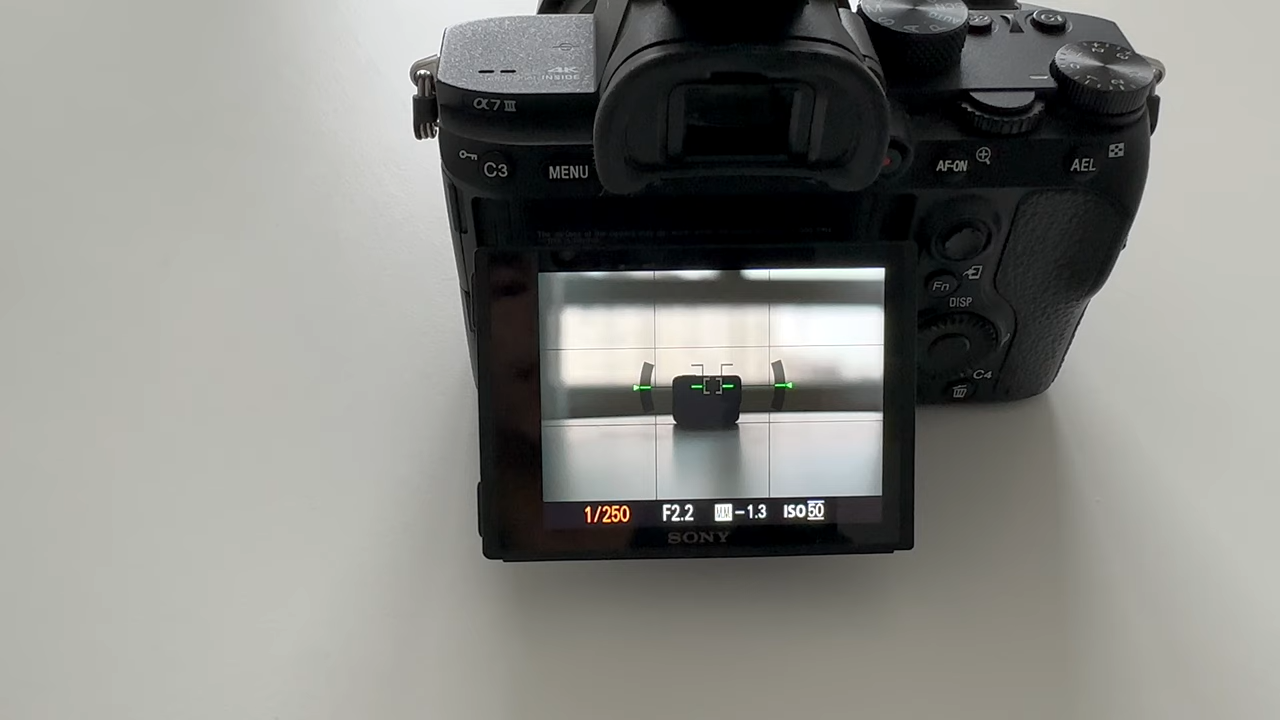 4K
INSIDE
α7 III
C3
MENU
C1
AF-ON
AEL
Fn
DISP
C4
1/250 F2.2 -1.3 ISO 50
SONY